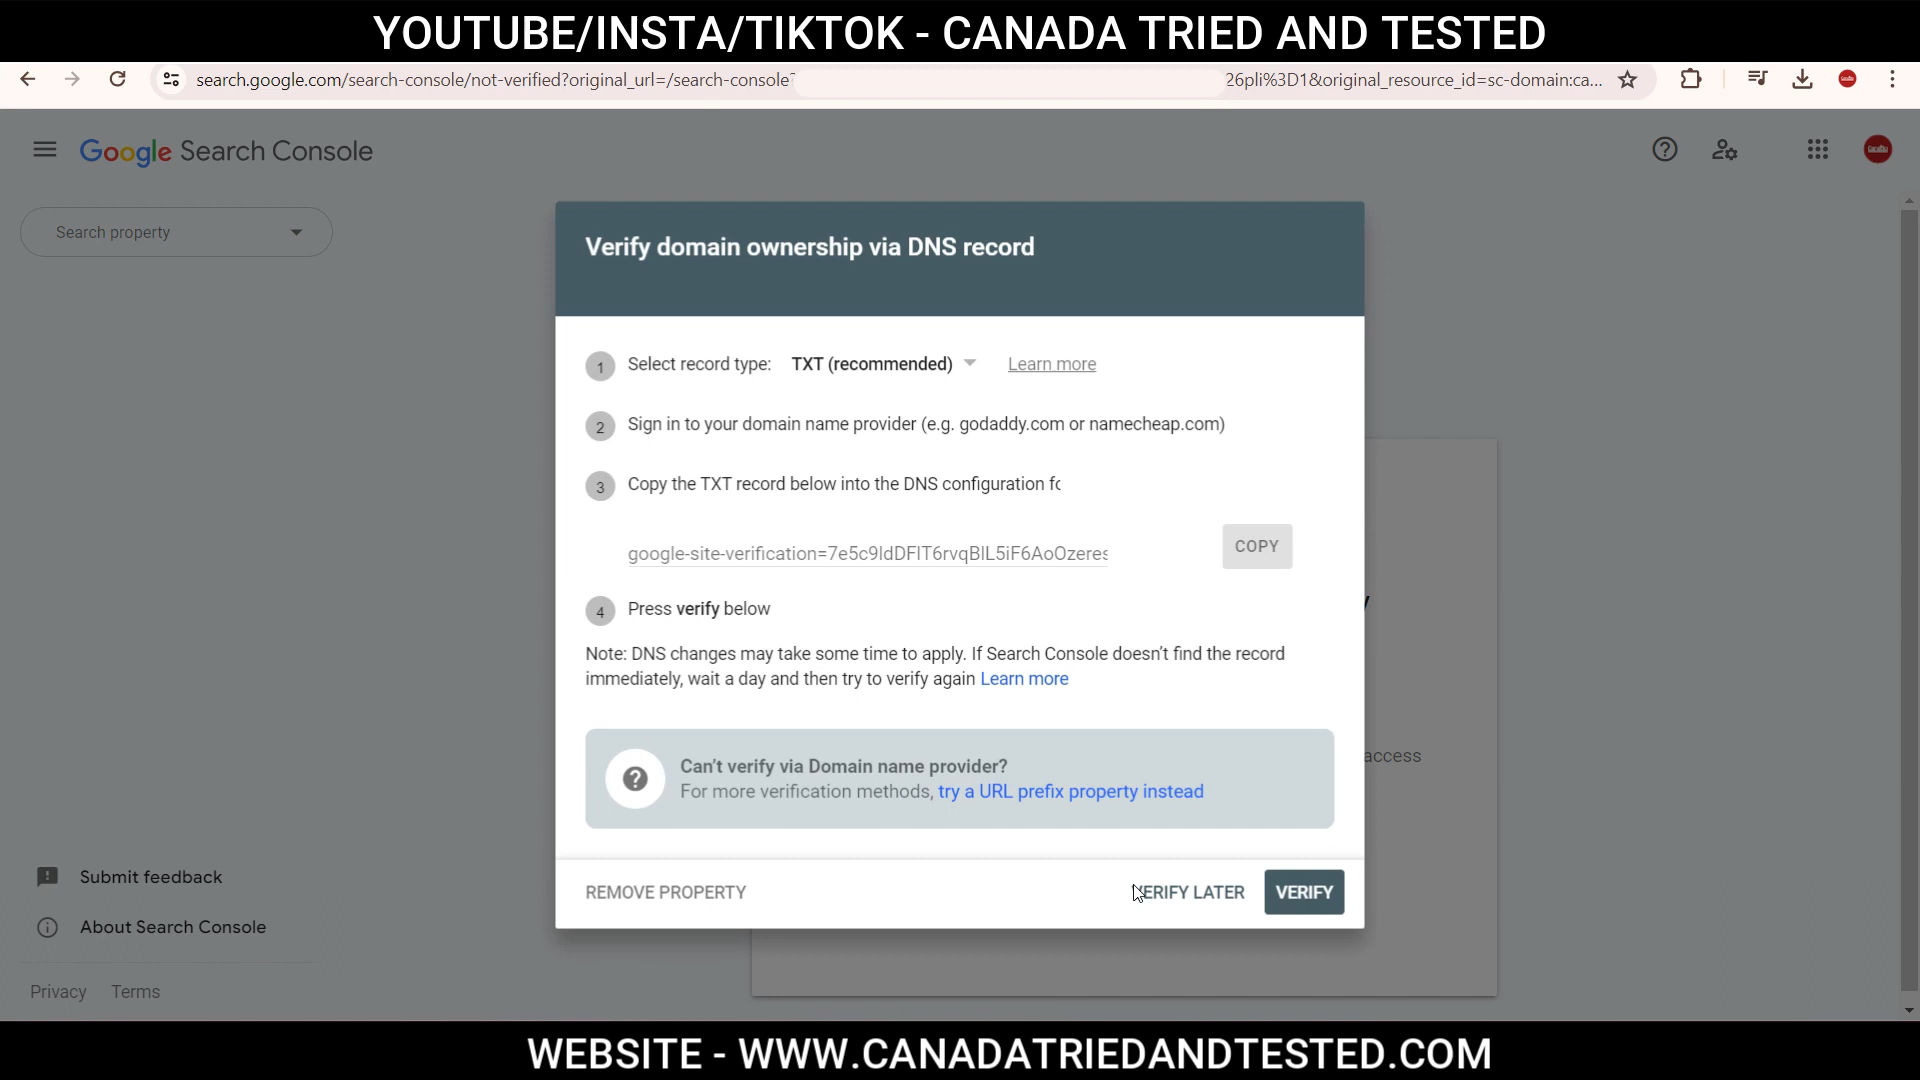 YOUTUBE/INSTA/TIKTOK - CANADA TRIED AND TESTED
search.google.com/search-console/not-verified?original_url=/search-console? 26pli%3D1&original_resource_id=sc-domain:ca...
Google Search Console
Search property
Verify domain ownership via DNS record
1 Select record type: TXT (recommended) Learn more
2 Sign in to your domain name provider (e.g. godaddy.com or namecheap.com)
3 Copy the TXT record below into the DNS configuration fo
COPY
4 Press verify below
Note: DNS changes may take some time to apply. If Search Console doesn't find the record
immediately, wait a day and then try to verify again Learn more
Can't verify via Domain name provider?
For more verification methods, try a URL prefix property instead
access
REMOVE PROPERTY VERIFY LATER VERIFY
Submit feedback
About Search Console
Privacy Terms
WEBSITE - WWW.CANADATRIEDANDTESTED.COM